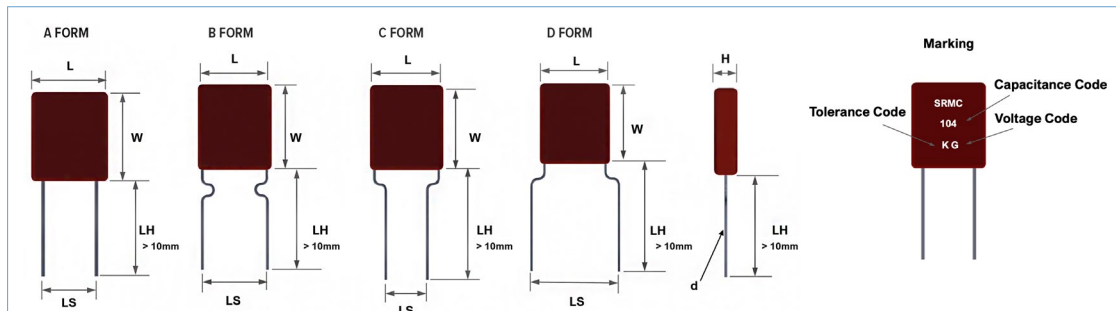 A FORM
B FORM
C FORM
D FORM
L
L
L
L
H
W
W
W
W
LH
> 10mm
LH
> 10mm
LH
> 10mm
LH
> 10mm
LH
> 10mm
LS
LS
LS
LS
d
Marking
SRMC
104
K G
Capacitance Code
Tolerance Code
Voltage Code